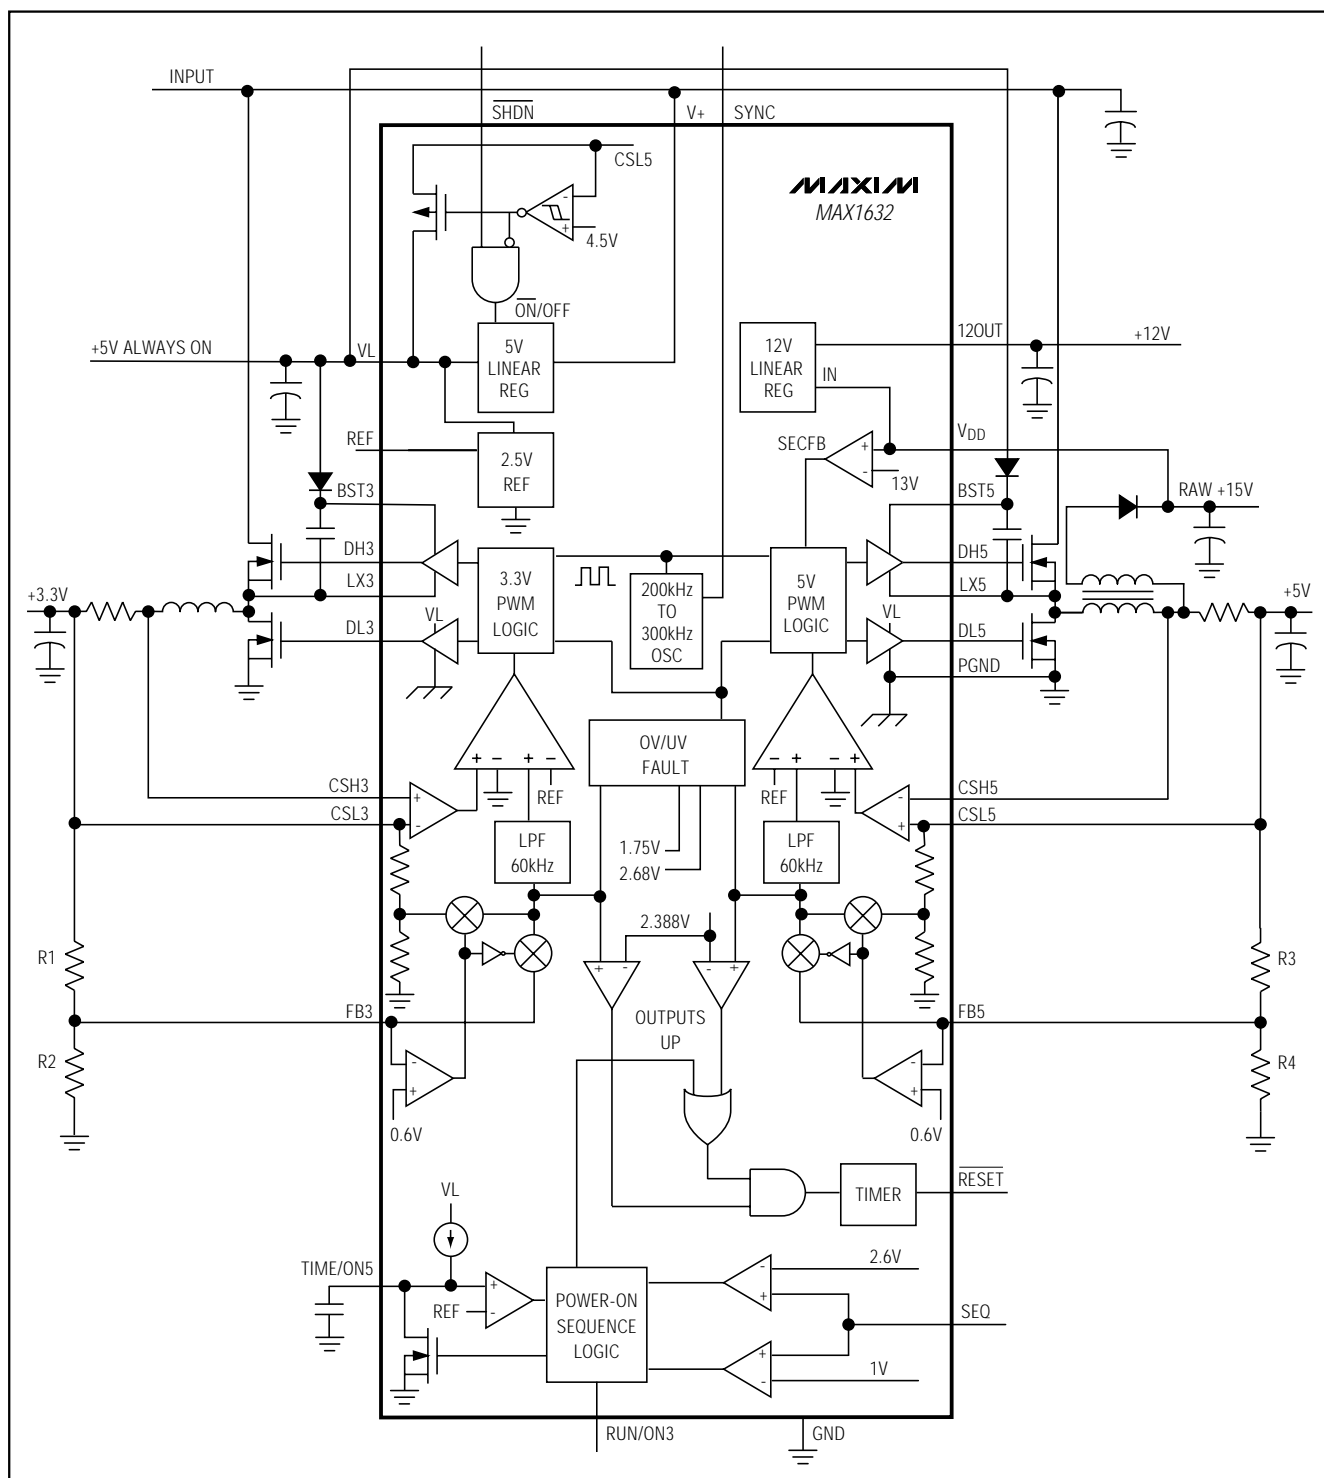 INPUT
SHDN
V+
SYNC
CSL5
MAXIM
MAX1632
-
+
4.5V
ON/OFF
+5V ALWAYS ON
VL
5V
LINEAR
REG
12V
LINEAR
REG
12OUT
+12V
IN
REF
2.5V
REF
SECFB
+
-
13V
VDD
BST3
BST5
RAW +15V
DH3
LX3
3.3V
PWM
LOGIC
200kHz
TO
300kHz
OSC
5V
PWM
LOGIC
DH5
LX5
+3.3V
+5V
VL
DL3
VL
DL5
PGND
OV/UV
FAULT
+ - + -
REF
- + - +
REF
CSH3
+
CSL3
-
CSH5
-
CSL5
+
LPF
60kHz
1.75V
2.68V
LPF
60kHz
2.388V
+ -
- +
R1
R3
FB3
OUTPUTS
UP
FB5
R2
-
+
0.6V
-
+
0.6V
R4
TIMER
RESET
VL
TIME/ON5
+
REF
-
POWER-ON
SEQUENCE
LOGIC
-
+
2.6V
SEQ
+
-
1V
RUN/ON3
GND